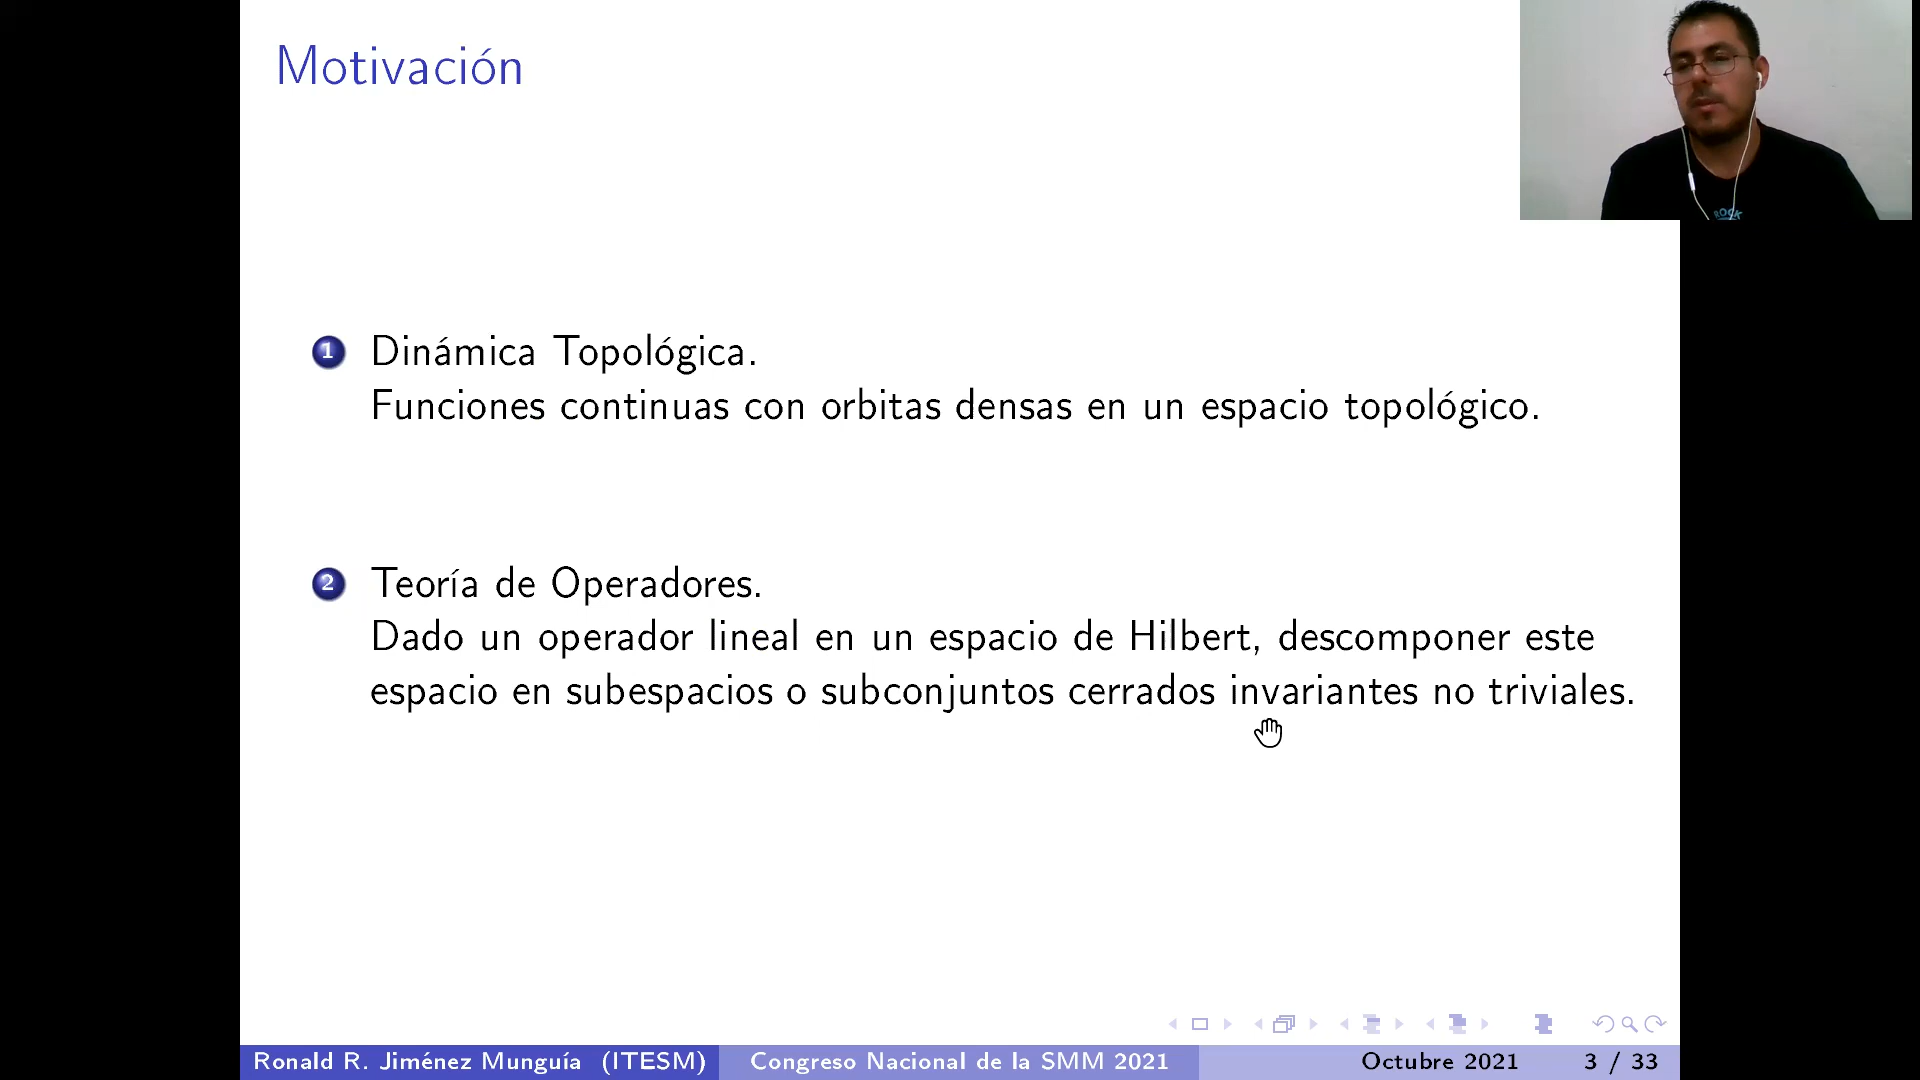 Motivación
ROCK
1 Dinámica Topológica.
Funciones continuas con orbitas densas en un espacio topológico.
2 Teoría de Operadores.
Dado un operador lineal en un espacio de Hilbert, descomponer este
espacio en subespacios o subconjuntos cerrados invariantes no triviales.
Ronald R. Jiménez Munguía (ITESM) Congreso Nacional de la SMM 2021 Octubre 2021 3 / 33